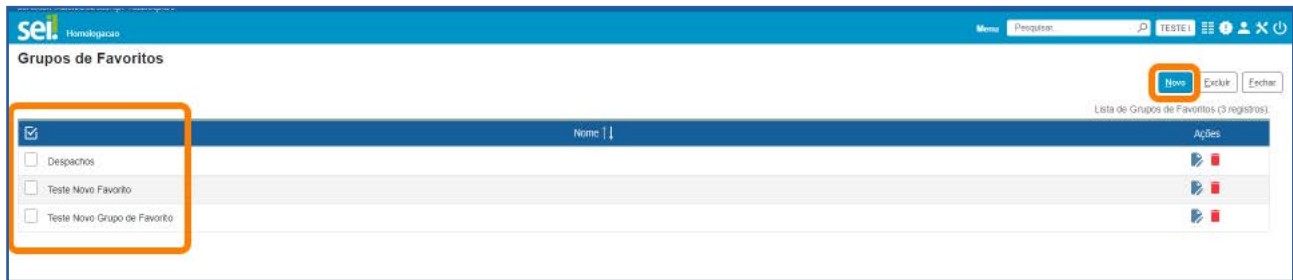 sei! Homologacao Menu Pesquisar... TESTE
Grupos de Favoritos
Novo Excluir Fechar
Lista de Grupos de Favoritos (3 registros):
Nome Ações
Despachos
Teste Novo Favorito
Teste Novo Grupo de Favorito